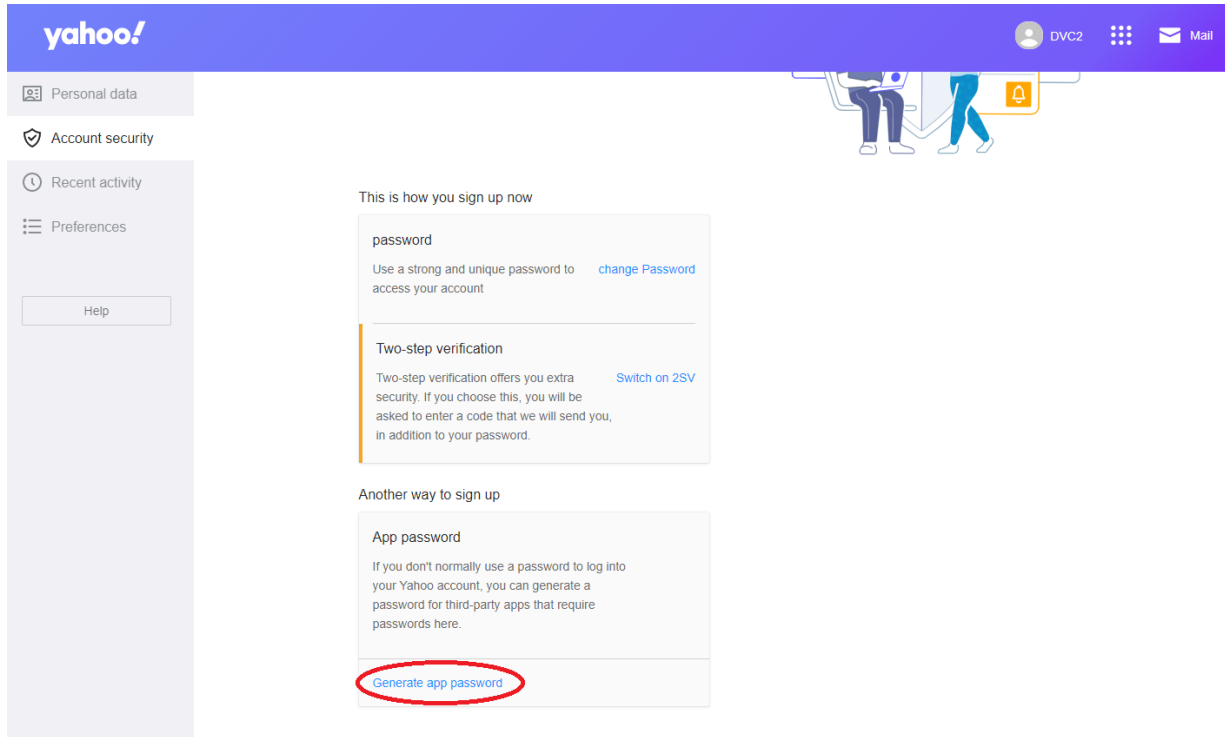 yahoo!
DVC2
Mail
Personal data
Account security
Recent activity
Preferences
Help
This is how you sign up now
password
Use a strong and unique password to
access your account
change Password
Two-step verification
Two-step verification offers you extra
security. If you choose this, you will be
asked to enter a code that we will send you,
in addition to your password.
Switch on 2SV
Another way to sign up
App password
If you don't normally use a password to log into
your Yahoo account, you can generate a
password for third-party apps that require
passwords here.
Generate app password